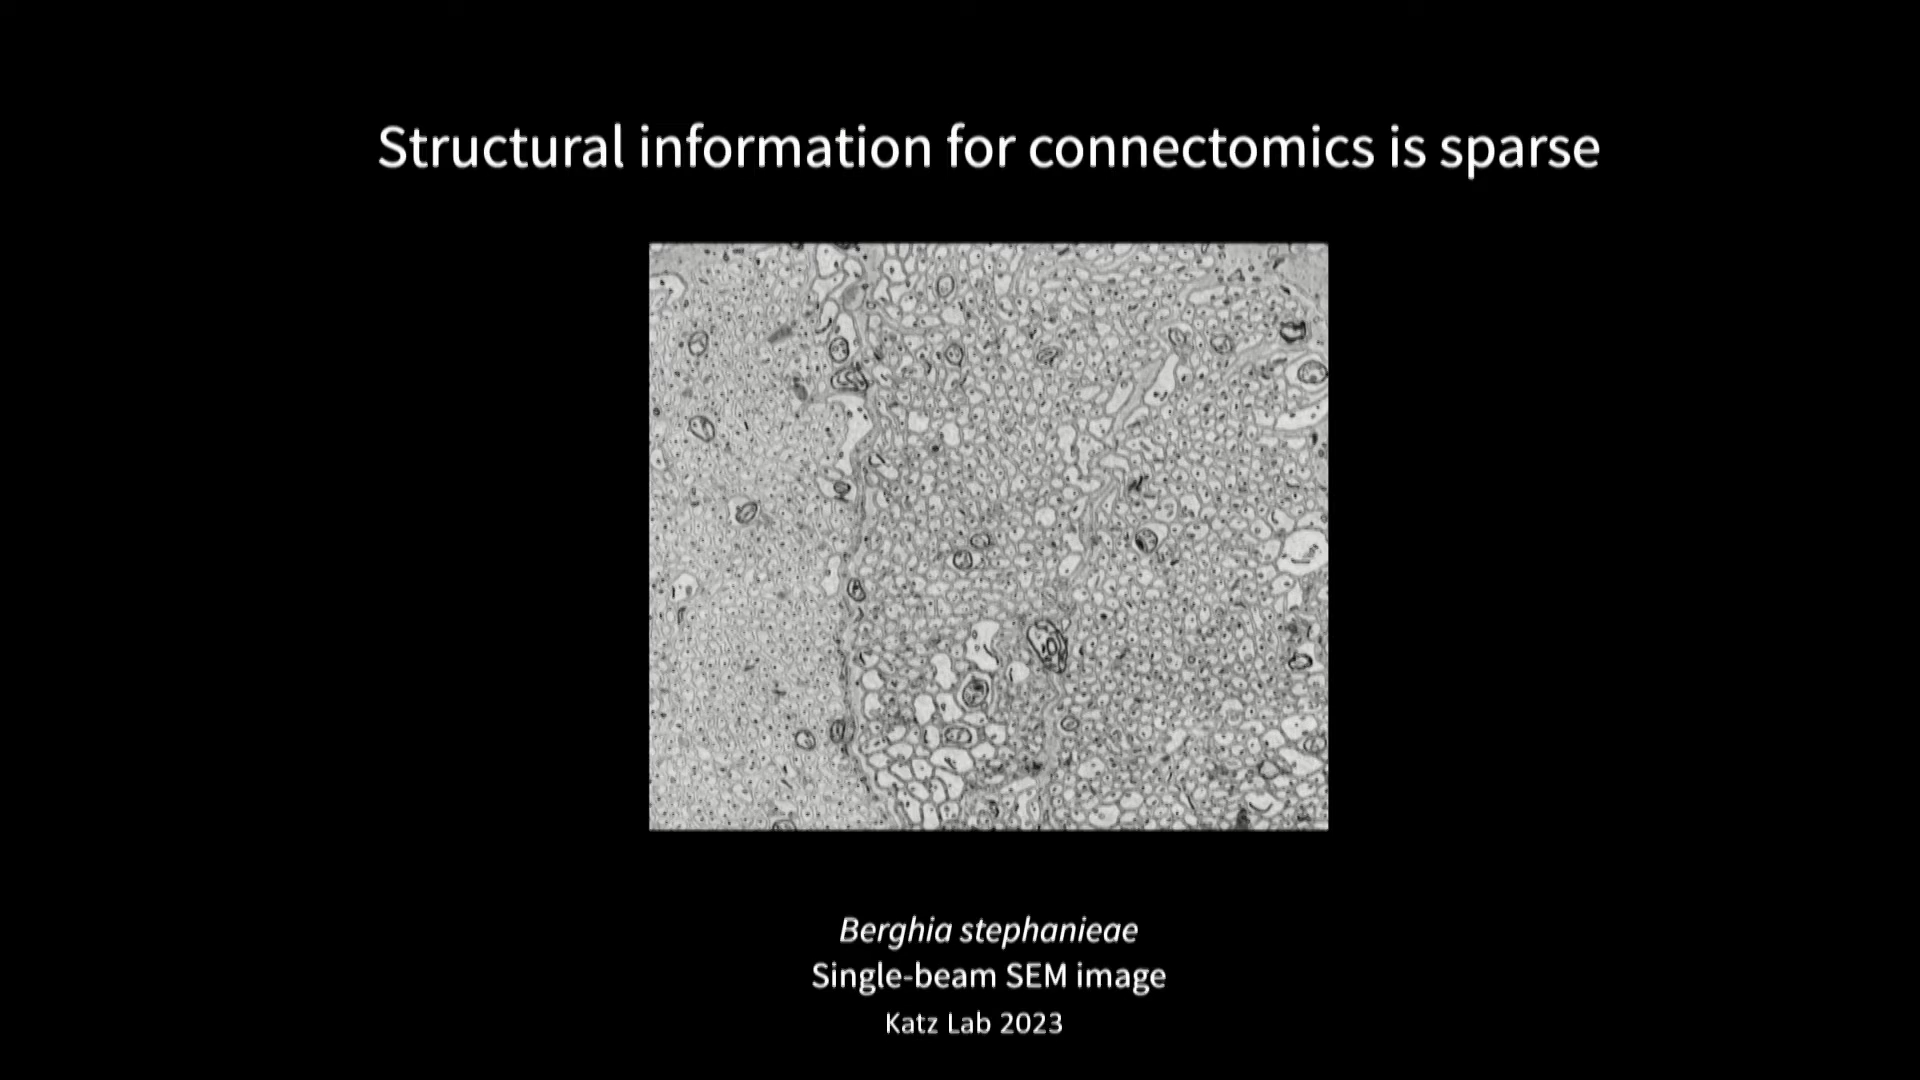 Structural information for connectomics is sparse
Berghia stephanieae
Single-beam SEM image
Katz Lab 2023